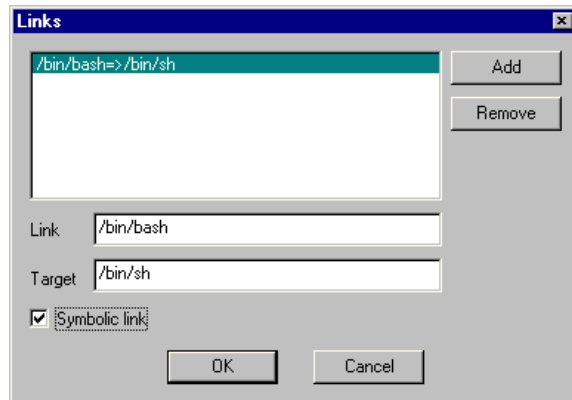 Links
/bin/bash=>/bin/sh
Add
Remove
Link /bin/bash
Target /bin/sh
Symbolic link
OK Cancel